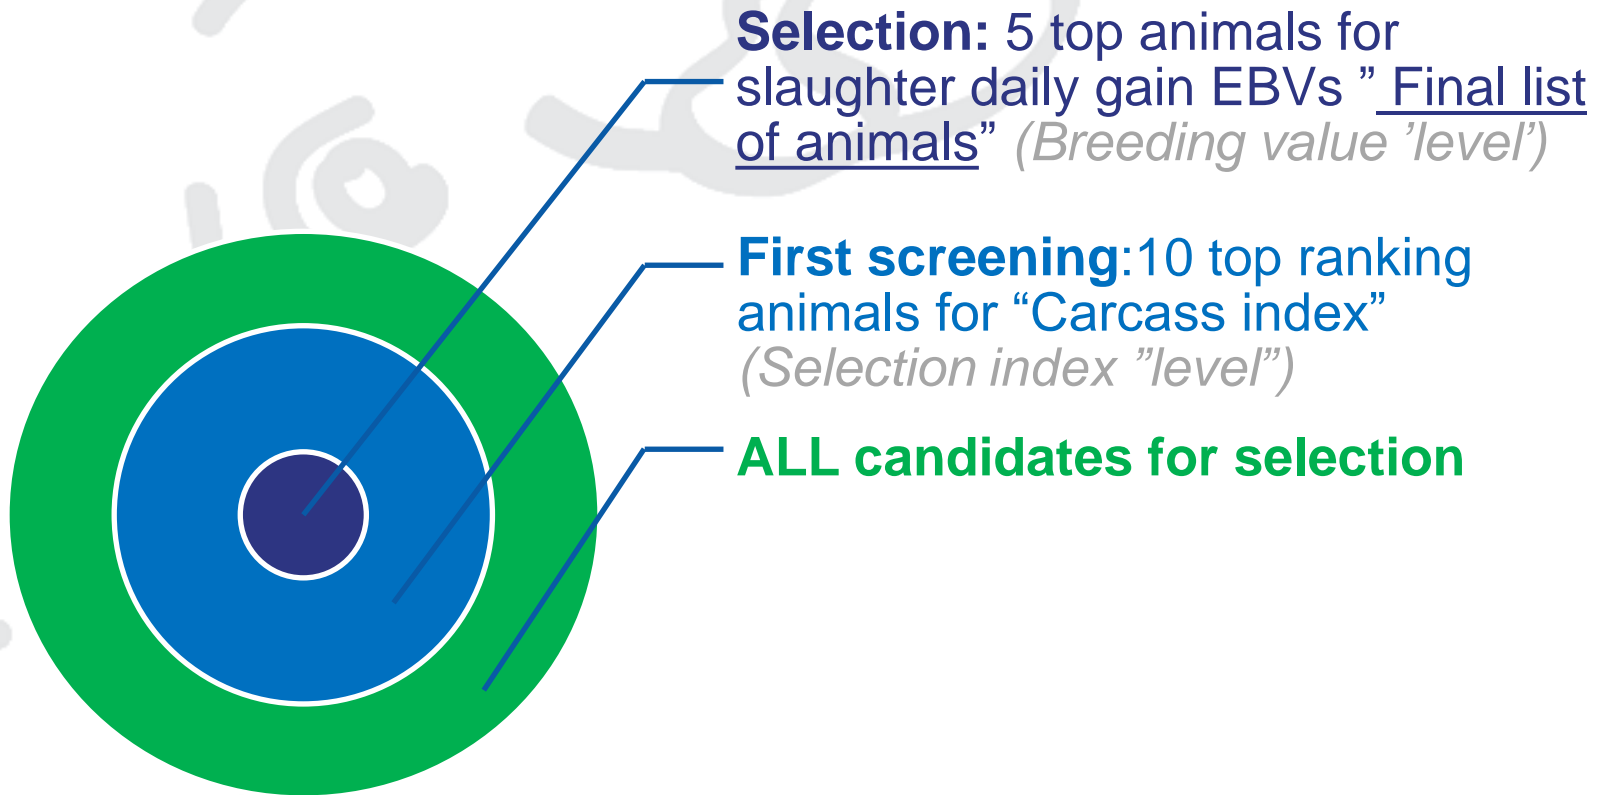 Selection: 5 top animals for
slaughter daily gain EBVs ” Final list
of animals” (Breeding value ’level’)
First screening:10 top ranking
animals for “Carcass index”
(Selection index ”level”)
ALL candidates for selection